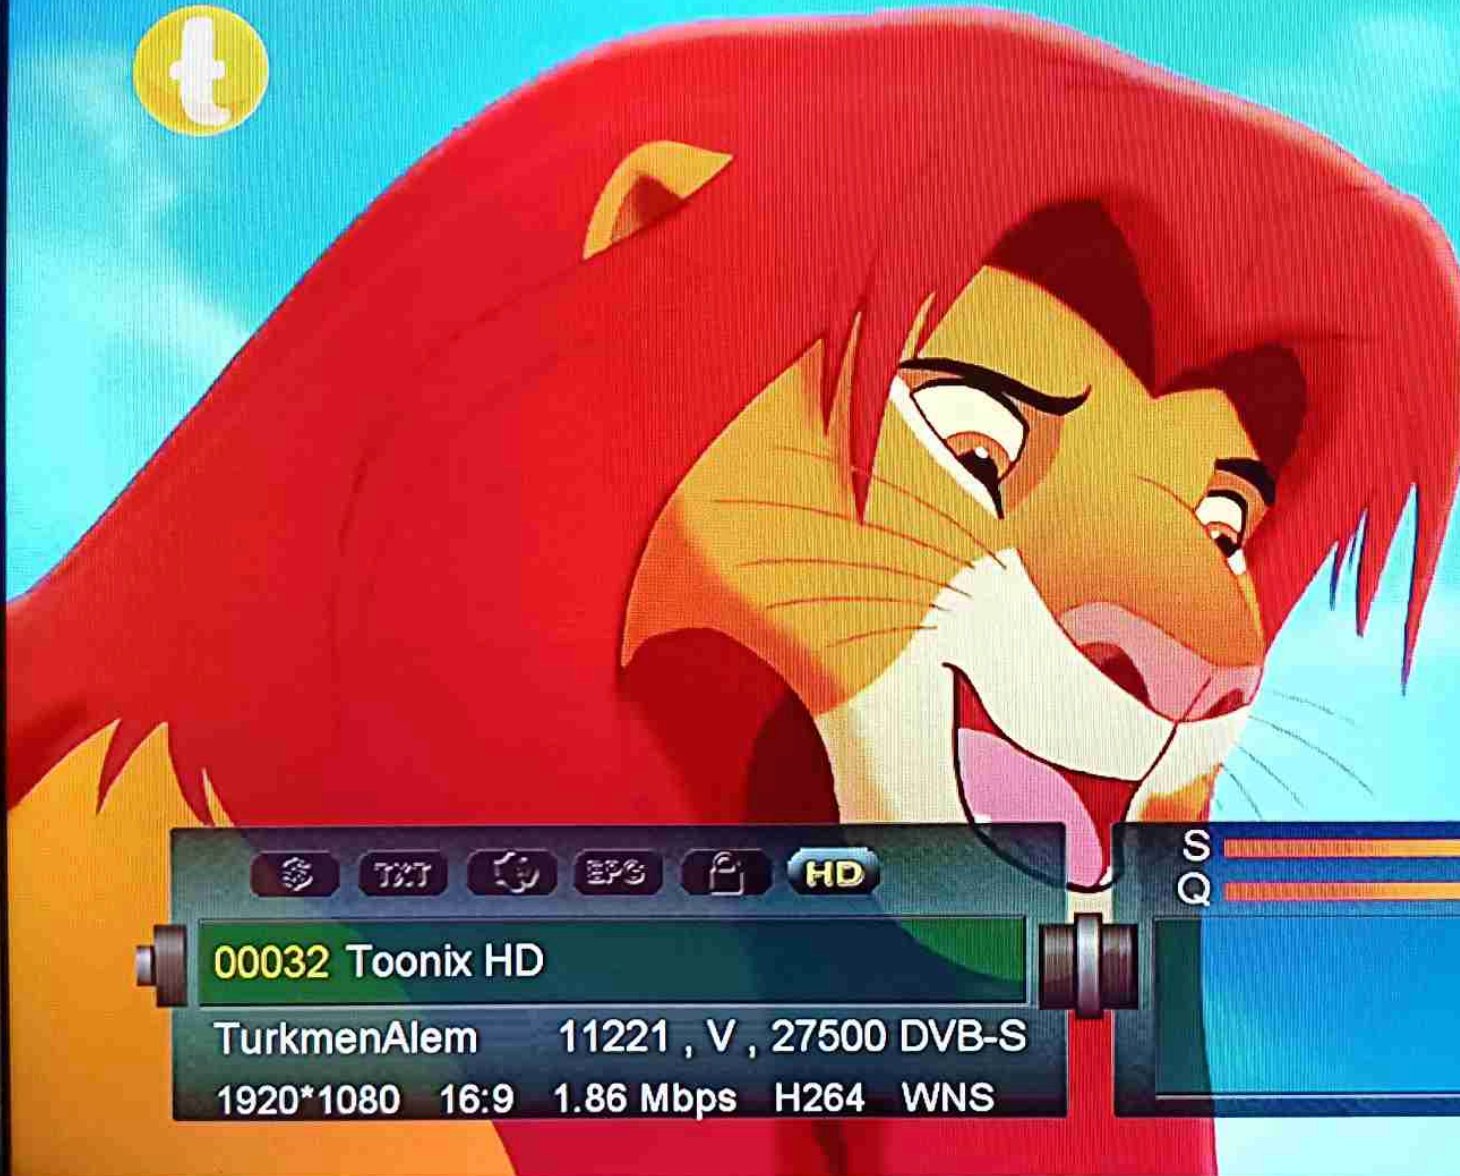 t
TXT EPG HD
S
Q
00032 Toonix HD
TurkmenAlem 11221 , V , 27500 DVB-S
1920*1080 16:9 1.86 Mbps H264 WNS